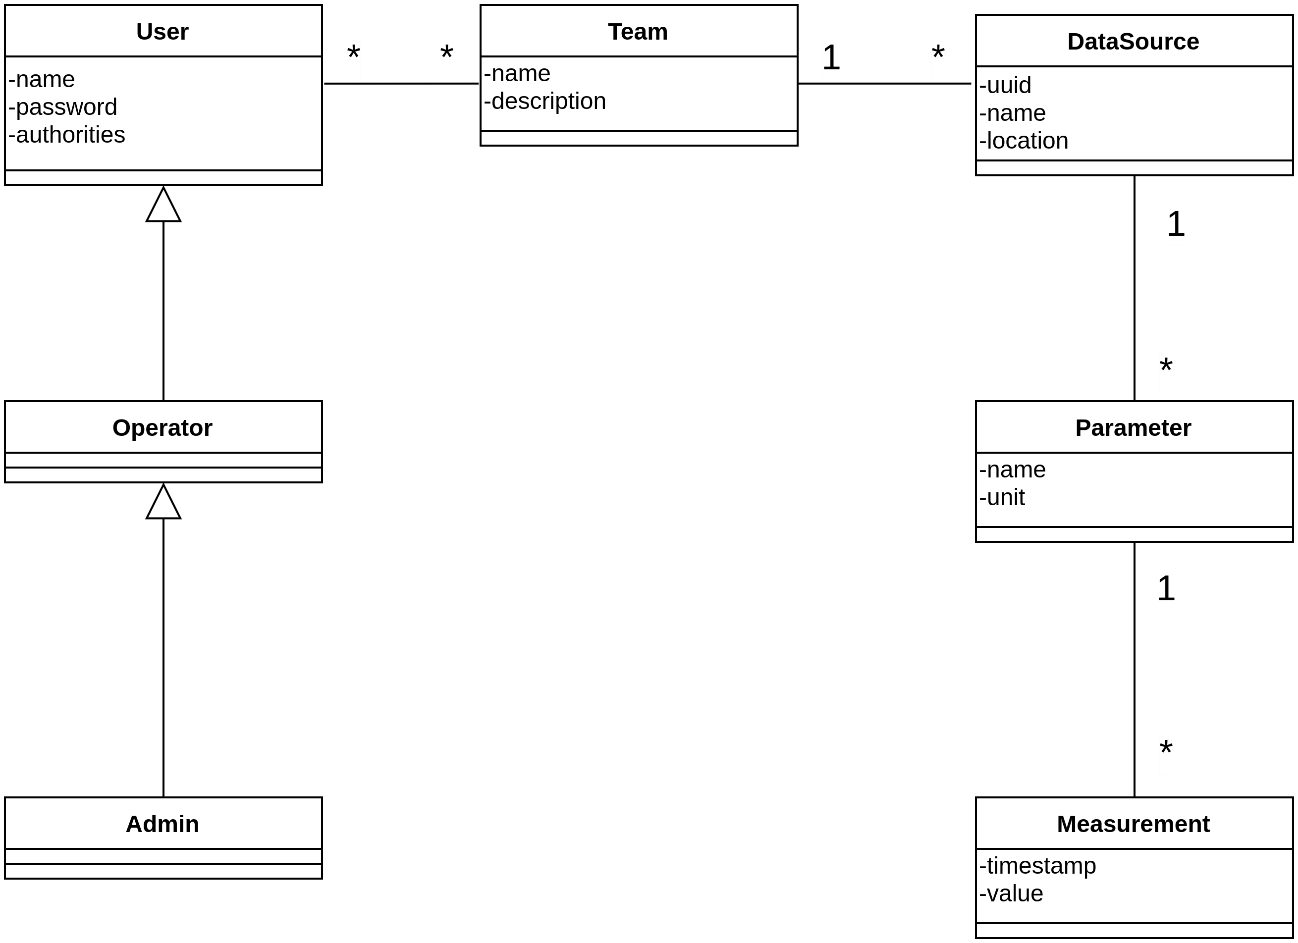 User
-name
-password
-authorities
*
*
Team
-name
-description
1
*
DataSource
-uuid
-name
-location
1
*
Operator
Parameter
-name
-unit
1
*
Admin
Measurement
-timestamp
-value